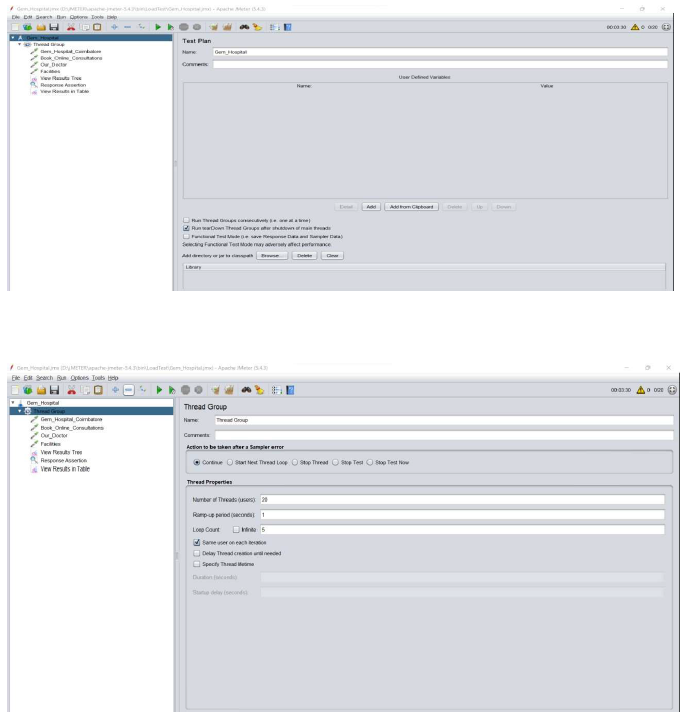 Gem_Hospital.jmx (D:\JMETER\apache-jmeter-5.4.3\bin\LoadTest\Gem_Hospital.jmx) - Apache JMeter (5.4.3)
File Edit Search Run Options Tools Help
00:03:30 0 0/20
Gem_Hospital
Thread Group
Gem_Hospital_Coimbatore
Book_Online_Consultations
Our_Doctor
Facilities
View Results Tree
Response Assertion
View Results in Table
Test Plan
Name: Gem_Hospital
Comments:
User Defined Variables
Name: Value
Detail Add Add from Clipboard Delete Up Down
Run Thread Groups consecutively (i.e. one at a time)
Run tearDown Thread Groups after shutdown of main threads
Functional Test Mode (i.e. save Response Data and Sampler Data)
Selecting Functional Test Mode may adversely affect performance.
Add directory or jar to classpath Browse... Delete Clear
Library
Gem_Hospital.jmx (D:\JMETER\apache-jmeter-5.4.3\bin\LoadTest\Gem_Hospital.jmx) - Apache JMeter (5.4.3)
File Edit Search Run Options Tools Help
00:03:30 0 0/20
Gem_Hospital
Thread Group
Gem_Hospital_Coimbatore
Book_Online_Consultations
Our_Doctor
Facilities
View Results Tree
Response Assertion
View Results in Table
Thread Group
Name: Thread Group
Comments:
Action to be taken after a Sampler error
Continue Start Next Thread Loop Stop Thread Stop Test Stop Test Now
Thread Properties
Number of Threads (users): 20
Ramp-up period (seconds): 1
Loop Count: Infinite 5
Same user on each iteration
Delay Thread creation until needed
Specify Thread lifetime
Duration (seconds):
Startup delay (seconds):